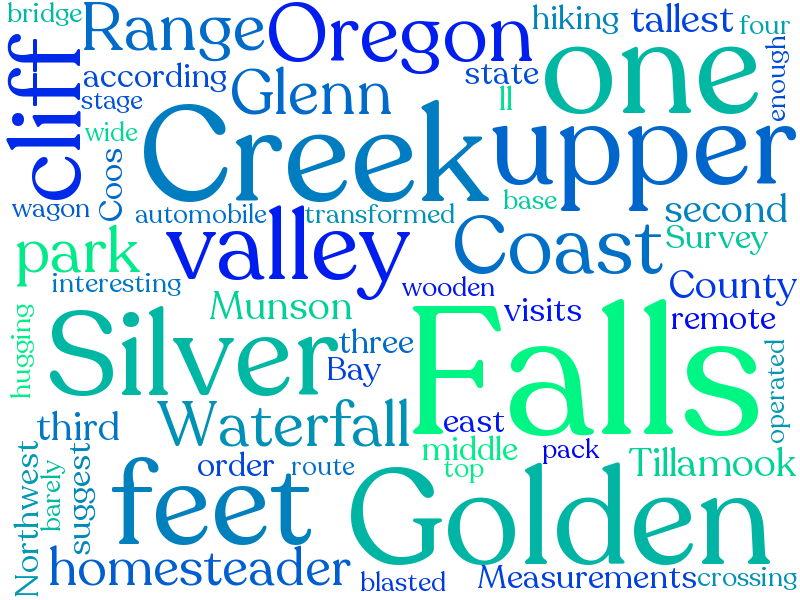 bridge
Range
Oregon
hiking
tallest
four
cliff
according
state
one
enough
stage
Glenn
ll
wide
Creek
upper
Coos
wagon
automobile
transformed
base
second
park
valley
Coast
Survey
interesting
wooden
County
hugging
Munson
visits
remote
Silver
three
Falls
Bay
operated
third
Waterfall
east
middle
pack
Northwest
barely
suggest
order
route
top
Tillamook
feet
Golden
homesteader
blasted
Measurements
crossing